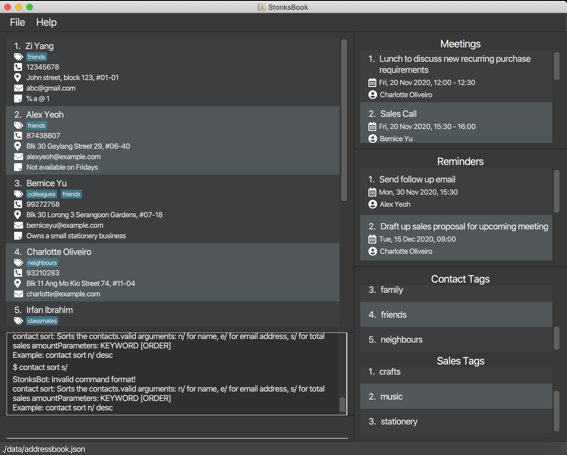 StonksBook
File Help
1. Zi Yang
friends
12345678
John street, block 123, #01-01
abc@gmail.com
% a @ 1
2. Alex Yeoh
friends
87438807
Blk 30 Geylang Street 29, #06-40
alexyeoh@example.com
Not available on Fridays
3. Bernice Yu
colleagues friends
99272758
Blk 30 Lorong 3 Serangoon Gardens, #07-18
berniceyu@example.com
Owns a small stationery business
4. Charlotte Oliveiro
neighbours
93210283
Blk 11 Ang Mo Kio Street 74, #11-04
charlotte@example.com
5. Irfan Ibrahim
classmates
contact sort: Sorts the contacts.valid arguments: n/ for name, e/ for email address, s/ for total
sales amountParameters: KEYWORD [ORDER]
Example: contact sort n/ desc
$ contact sort s/
StonksBot: Invalid command format!
contact sort: Sorts the contacts.valid arguments: n/ for name, e/ for email address, s/ for total
sales amountParameters: KEYWORD [ORDER]
Example: contact sort n/ desc
Meetings
1. Lunch to discuss new recurring purchase
requirements
Fri, 20 Nov 2020, 12:00 - 12:30
Charlotte Oliveiro
2. Sales Call
Fri, 20 Nov 2020, 15:30 - 16:00
Bernice Yu
Reminders
1. Send follow up email
Mon, 30 Nov 2020, 15:30
Alex Yeoh
2. Draft up sales proposal for upcoming meeting
Tue, 15 Dec 2020, 09:00
Charlotte Oliveiro
Contact Tags
3. family
4. friends
5. neighbours
Sales Tags
1. crafts
2. music
3. stationery
./data/addressbook.json